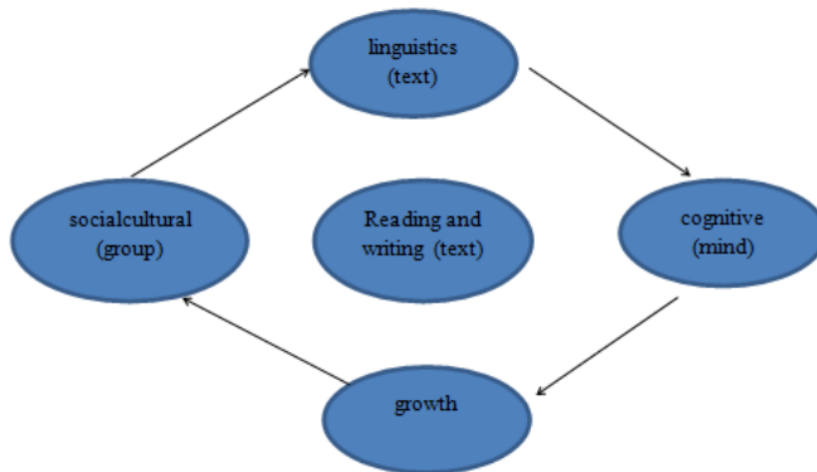 linguistics
(text)
socialcultural
(group)
Reading and
writing (text)
cognitive
(mind)
growth